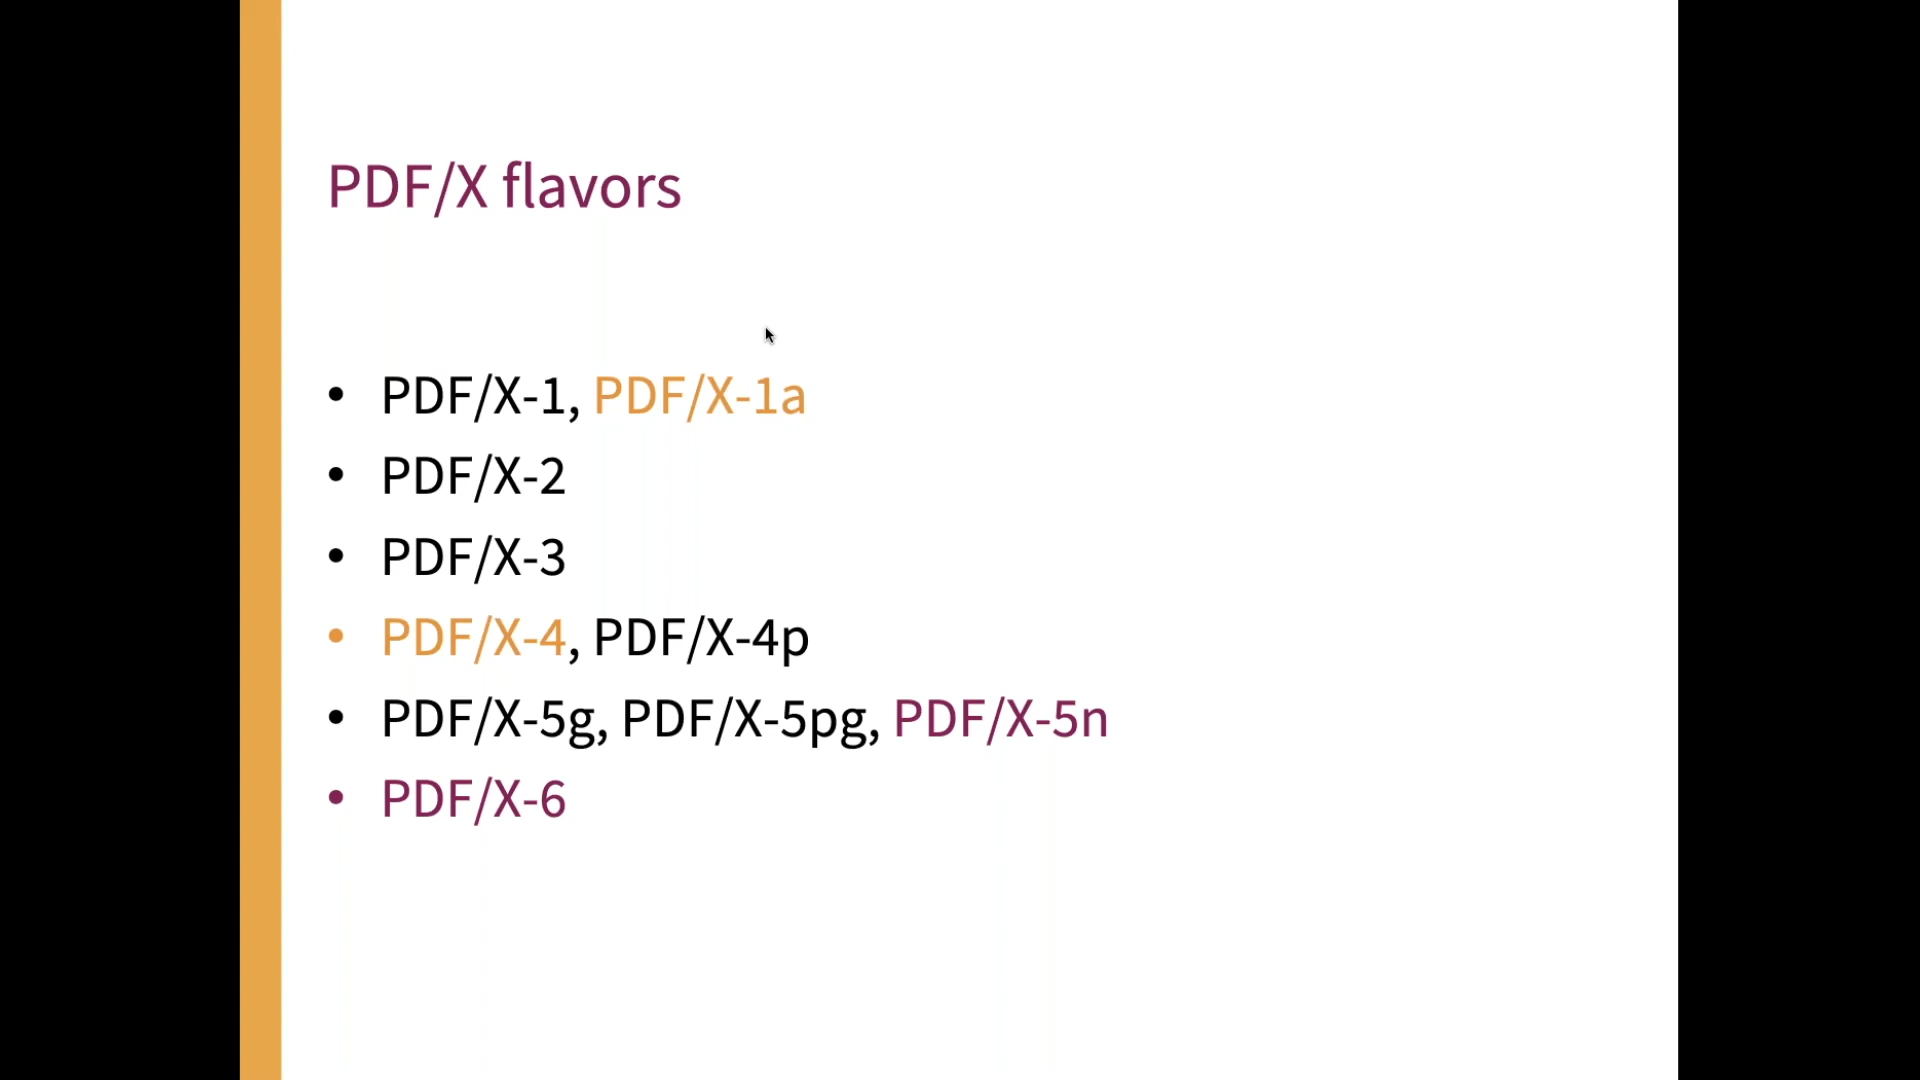 PDF/X flavors
• PDF/X-1, PDF/X-1a
• PDF/X-2
• PDF/X-3
• PDF/X-4, PDF/X-4p
• PDF/X-5g, PDF/X-5pg, PDF/X-5n
• PDF/X-6